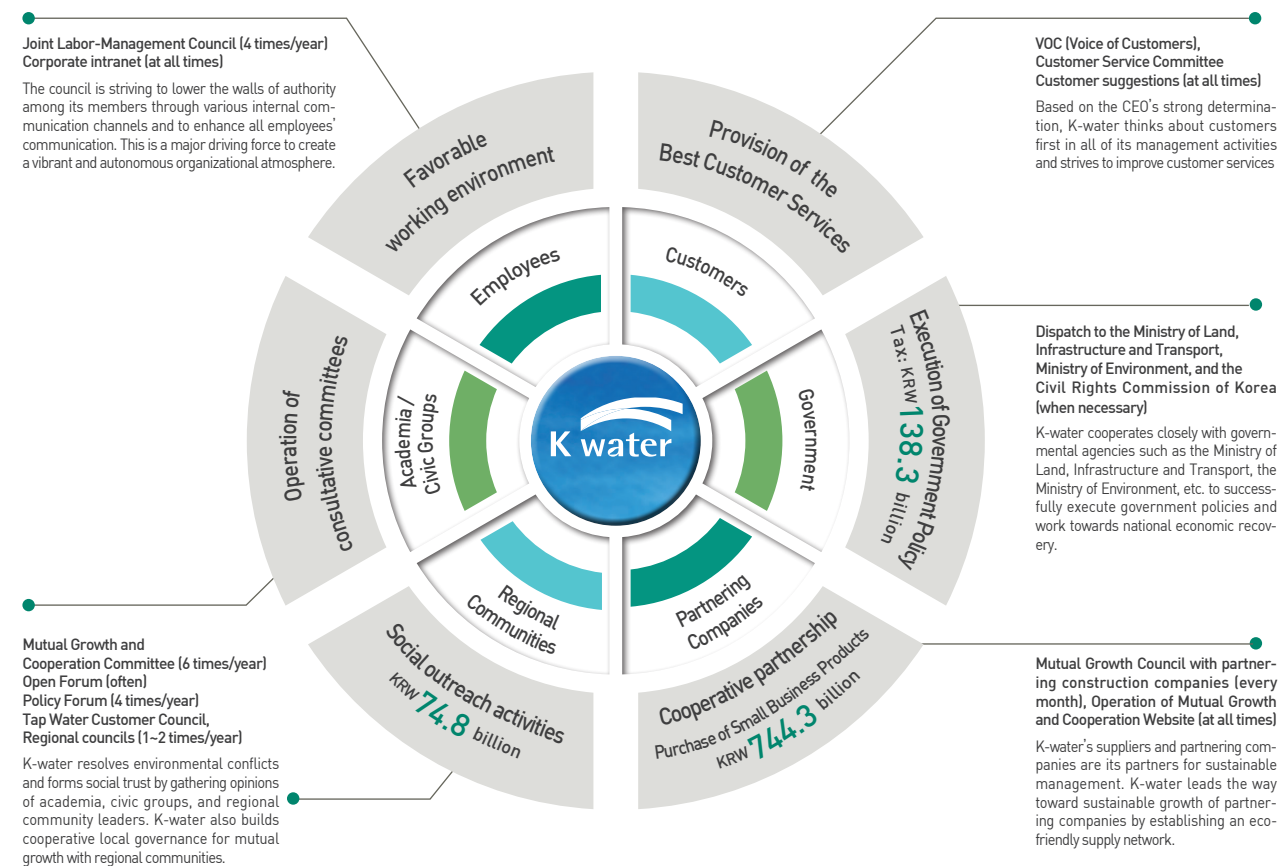 Joint Labor-Management Council (4 times/year)
Corporate intranet (at all times)
The council is striving to lower the walls of authority
among its members through various internal com-
munication channels and to enhance all employees'
communication. This is a major driving force to create
a vibrant and autonomous organizational atmosphere.
VOC (Voice of Customers),
Customer Service Committee
Customer suggestions (at all times)
Based on the CEO's strong determina-
tion, K-water thinks about customers
first in all of its management activities
and strives to improve customer services
Favorable
working environment
Provision of the
Best Customer Services
Employees
Customers
Operation of
consultative committees
Academia /
Civic Groups
K water
Government
Execution of Government Policy
Tax: KRW 138.3 billion
Dispatch to the Ministry of Land,
Infrastructure and Transport,
Ministry of Environment, and the
Civil Rights Commission of Korea
(when necessary)
K-water cooperates closely with govern-
mental agencies such as the Ministry of
Land, Infrastructure and Transport, the
Ministry of Environment, etc. to success-
fully execute government policies and
work towards national economic recov-
ery.
Regional
Communities
Partnering
Companies
Social outreach activities
KRW 74.8 billion
Cooperative partnership
Purchase of Small Business Products
KRW 744.3 billion
Mutual Growth and
Cooperation Committee (6 times/year)
Open Forum (often)
Policy Forum (4 times/year)
Tap Water Customer Council,
Regional councils (1~2 times/year)
K-water resolves environmental conflicts
and forms social trust by gathering opinions
of academia, civic groups, and regional
community leaders. K-water also builds
cooperative local governance for mutual
growth with regional communities.
Mutual Growth Council with partner-
ing construction companies (every
month), Operation of Mutual Growth
and Cooperation Website (at all times)
K-water's suppliers and partnering com-
panies are its partners for sustainable
management. K-water leads the way
toward sustainable growth of partner-
ing companies by establishing an eco-
friendly supply network.